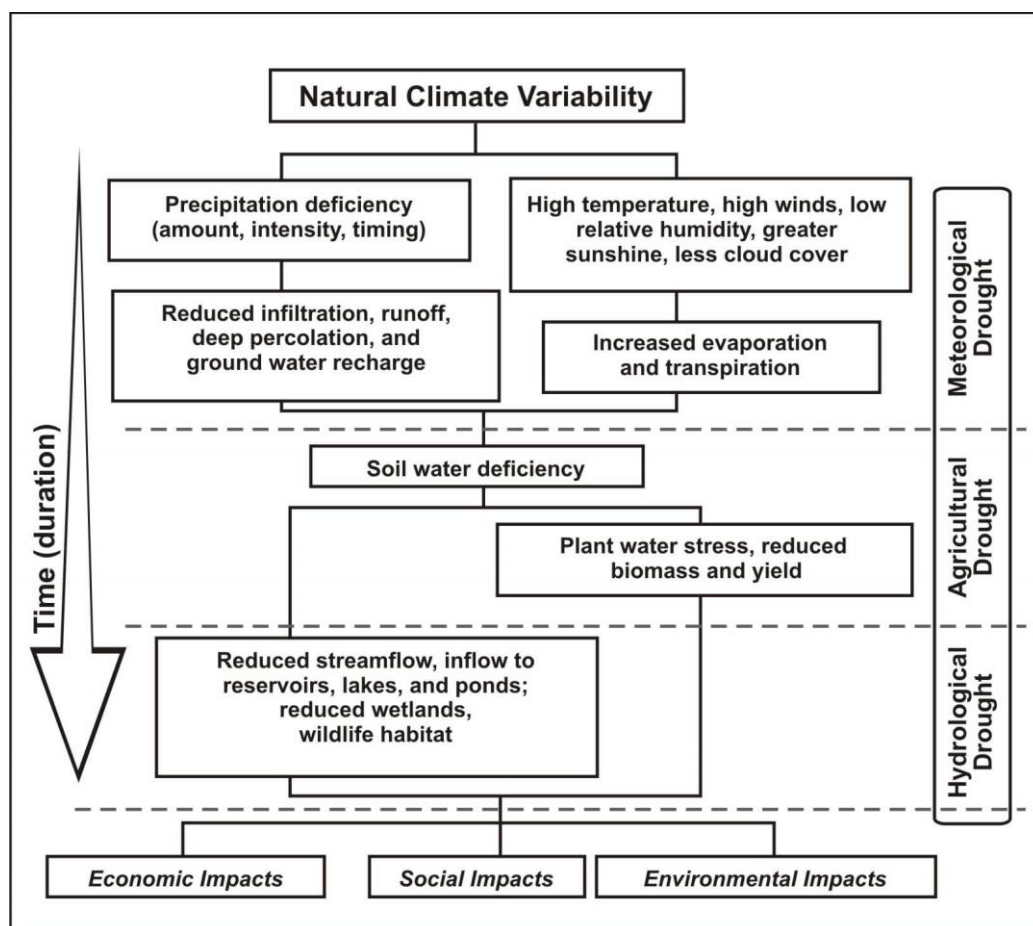 Natural Climate Variability
Precipitation deficiency
(amount, intensity, timing)
High temperature, high winds, low
relative humidity, greater
sunshine, less cloud cover
Reduced infiltration, runoff,
deep percolation, and
ground water recharge
Increased evaporation
and transpiration
Meteorological
Drought
Time (duration)
Soil water deficiency
Plant water stress, reduced
biomass and yield
Agricultural
Drought
Reduced streamflow, inflow to
reservoirs, lakes, and ponds;
reduced wetlands,
wildlife habitat
Hydrological
Drought
Economic Impacts
Social Impacts
Environmental Impacts